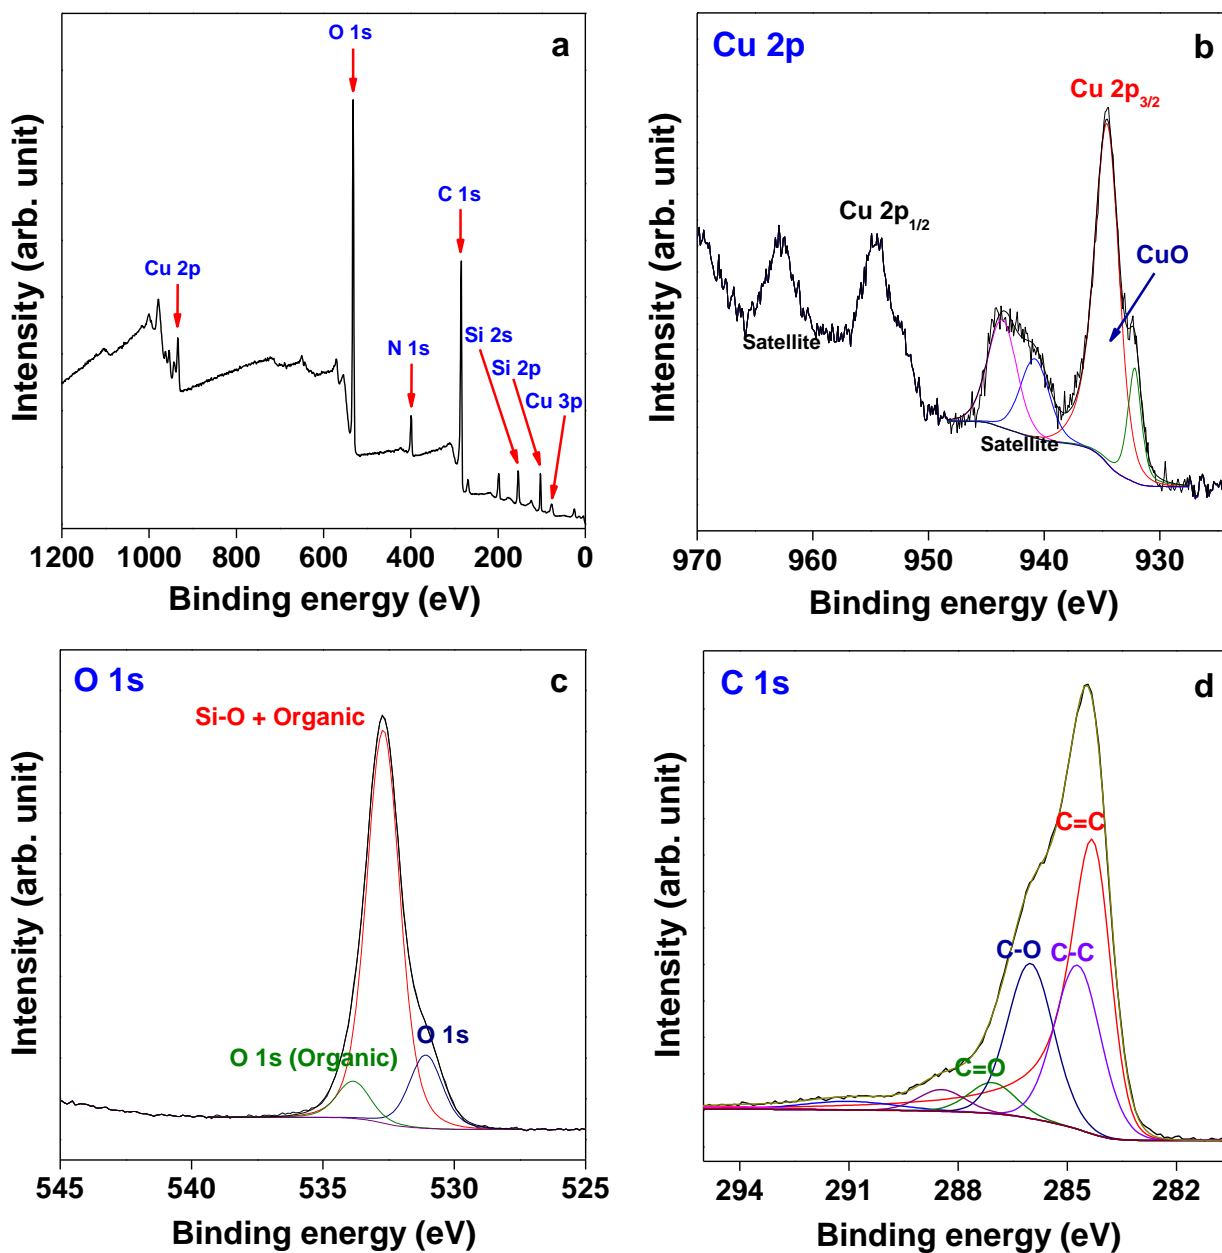 a
O 1s
C 1s
Cu 2p
N 1s
Si 2s
Si 2p
Cu 3p
Intensity (arb. unit)
1200 1000 800 600 400 200 0
Binding energy (eV)
Cu 2p
b
Cu 2p3/2
Cu 2p1/2
CuO
Satellite
Satellite
Intensity (arb. unit)
970 960 950 940 930
Binding energy (eV)
O 1s
c
Si-O + Organic
O 1s
O 1s (Organic)
Intensity (arb. unit)
545 540 535 530 525
Binding energy (eV)
C 1s
d
C=C
C-O
C-C
C=O
Intensity (arb. unit)
294 291 288 285 282
Binding energy (eV)